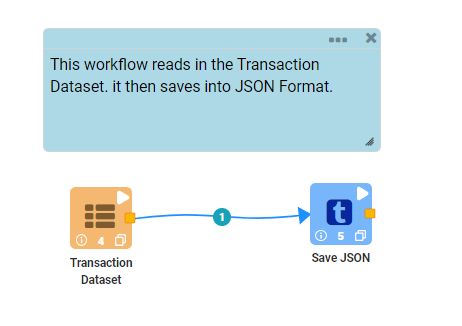 This workflow reads in the Transaction
Dataset. it then saves into JSON Format.
1
4
t
5
Transaction
Dataset
Save JSON